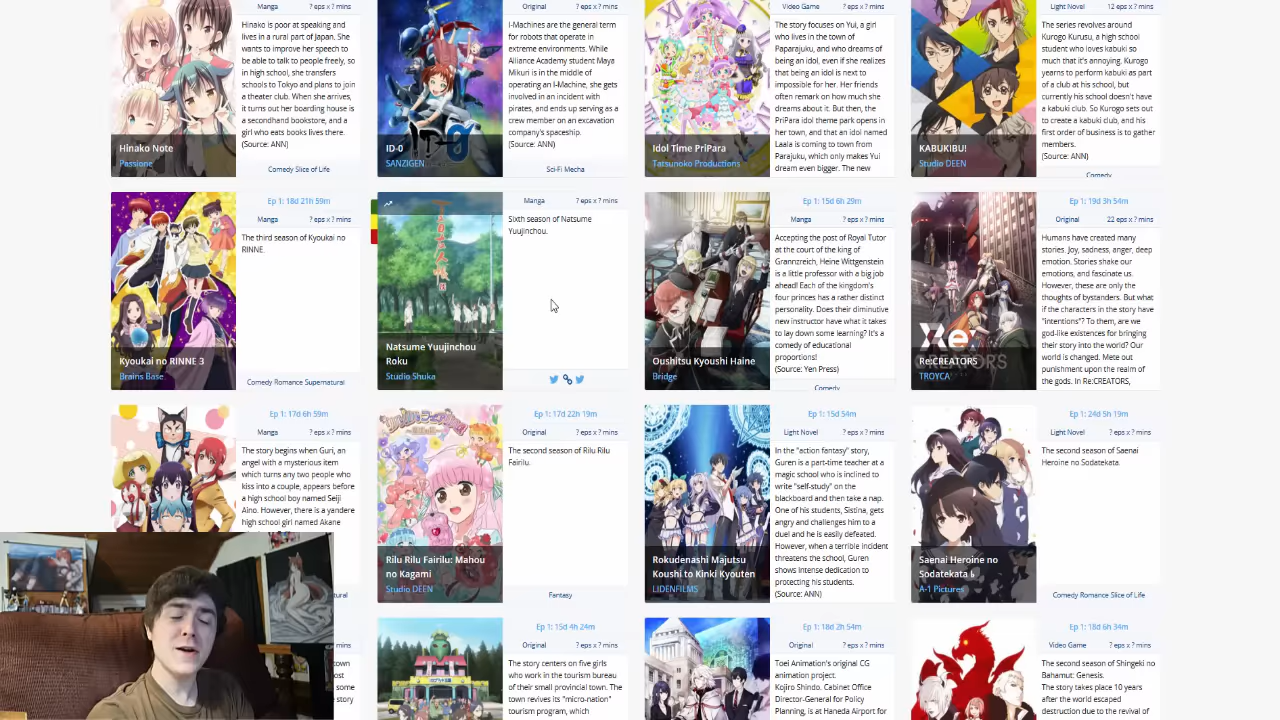 Manga ? eps x ? mins
Hinako is poor at speaking and
lives in a rural part of Japan. She
wants to improve her speech to
be able to talk to people freely, so
in high school, she transfers
schools to Tokyo and plans to join
a theater club. When she arrives,
it turns out her boarding house is
a secondhand bookstore, and a
girl who eats books lives there.
(Source: ANN)
Hinako Note
Passione
Comedy Slice of Life
Original ? eps x ? mins
I-Machines are the general term
for robots that operate in
extreme environments. While
Alliance Academy student Maya
Mikuri is in the middle of
operating an I-Machine, she gets
involved in an incident with
pirates, and ends up serving as a
crew member on an excavation
company's spaceship.
(Source: ANN)
ID-0
SANZIGEN
Sci-Fi Mecha
Video Game ? eps x ? mins
The story focuses on Yui, a girl
who lives in the town of
Paparajuku, and who dreams of
being an idol, even if she realizes
that being an idol is next to
impossible for her. Her friends
often remark on how much she
dreams about it. But then, the
PriPara idol theme park opens in
her town, and that an idol named
Laala is coming to town from
Parajuku, which only makes Yui
dream even bigger. The new
Idol Time PriPara
Tatsunoko Productions
Light Novel 12 eps x ? mins
The series revolves around
Kurogo Kurusu, a high school
student who loves kabuki so
much that it's annoying. Kurogo
yearns to perform kabuki as part
of a club at his school, but
currently his school doesn't have
a kabuki club. So Kurogo sets out
to create a kabuki club, and his
first order of business is to gather
members.
(Source: ANN)
KABUKIBU!
Studio DEEN
Comedy
Ep 1: 18d 21h 59m
Manga ? eps x ? mins
The third season of Kyoukai no
RINNE.
Kyoukai no RINNE 3
Brains Base
Comedy Romance Supernatural
Manga ? eps x ? mins
Sixth season of Natsume
Yuujinchou.
Natsume Yuujinchou
Roku
Studio Shuka
Ep 1: 15d 6h 29m
Manga ? eps x ? mins
Accepting the post of Royal Tutor
at the court of the king of
Grannzreich, Heine Wittgenstein
is a little professor with a big job
ahead! Each of the kingdom's
four princes has a rather distinct
personality. Does their diminutive
new instructor have what it takes
to lay down some learning? It's a
comedy of educational
proportions!
(Source: Yen Press)
Oushitsu Kyoushi Haine
Bridge
Comedy
Ep 1: 19d 3h 54m
Original 22 eps x ? mins
Humans have created many
stories. Joy, sadness, anger, deep
emotion. Stories shake our
emotions, and fascinate us.
However, these are only the
thoughts of bystanders. But what
if the characters in the story have
"intentions"? To them, are we
god-like existences for bringing
their story into the world? Our
world is changed. Mete out
punishment upon the realm of
the gods. In Re:CREATORS,
Re:CREATORS
TROYCA
Ep 1: 17d 6h 59m
Manga ? eps x ? mins
The story begins when Guri, an
angel with a mysterious item
which turns any two people who
kiss into a couple, appears before
a high school boy named Seiji
Aino. However, there is a yandere
high school girl named Akane
Ep 1: 17d 22h 19m
Original ? eps x ? mins
The second season of Rilu Rilu
Fairilu.
Rilu Rilu Fairilu: Mahou
no Kagami
Studio DEEN
Fantasy
Ep 1: 15d 54m
Light Novel ? eps x ? mins
In the "action fantasy" story,
Guren is a part-time teacher at a
magic school who is inclined to
write "self-study" on the
blackboard and then take a nap.
One of his students, Sistina, gets
angry and challenges him to a
duel and he is easily defeated.
However, when a terrible incident
threatens the school, Guren
shows intense dedication to
protecting his students.
(Source: ANN)
Rokudenashi Majutsu
Koushi to Kinki Kyouten
LIDENFILMS
Ep 1: 24d 5h 19m
Light Novel ? eps x ? mins
The second season of Saenai
Heroine no Sodatekata.
Saenai Heroine no
Sodatekata ♭
A-1 Pictures
Comedy Romance Slice of Life
tural
mins
town
ost
some
story
Ep 1: 15d 4h 24m
Original ? eps x ? mins
The story centers on five girls
who work in the tourism bureau
of their small provincial town. The
town revives its "micro-nation"
tourism program, which
Ep 1: 18d 2h 54m
Original ? eps x ? mins
Toei Animation's original CG
animation project.
Kojiro Shindo. Cabinet Office
Director-General for Policy
Planning, is at Haneda Airport for
Ep 1: 18d 6h 34m
Video Game ? eps x ? mins
The second season of Shingeki no
Bahamut: Genesis.
The story takes place 10 years
after the world escaped
destruction due to the revival of